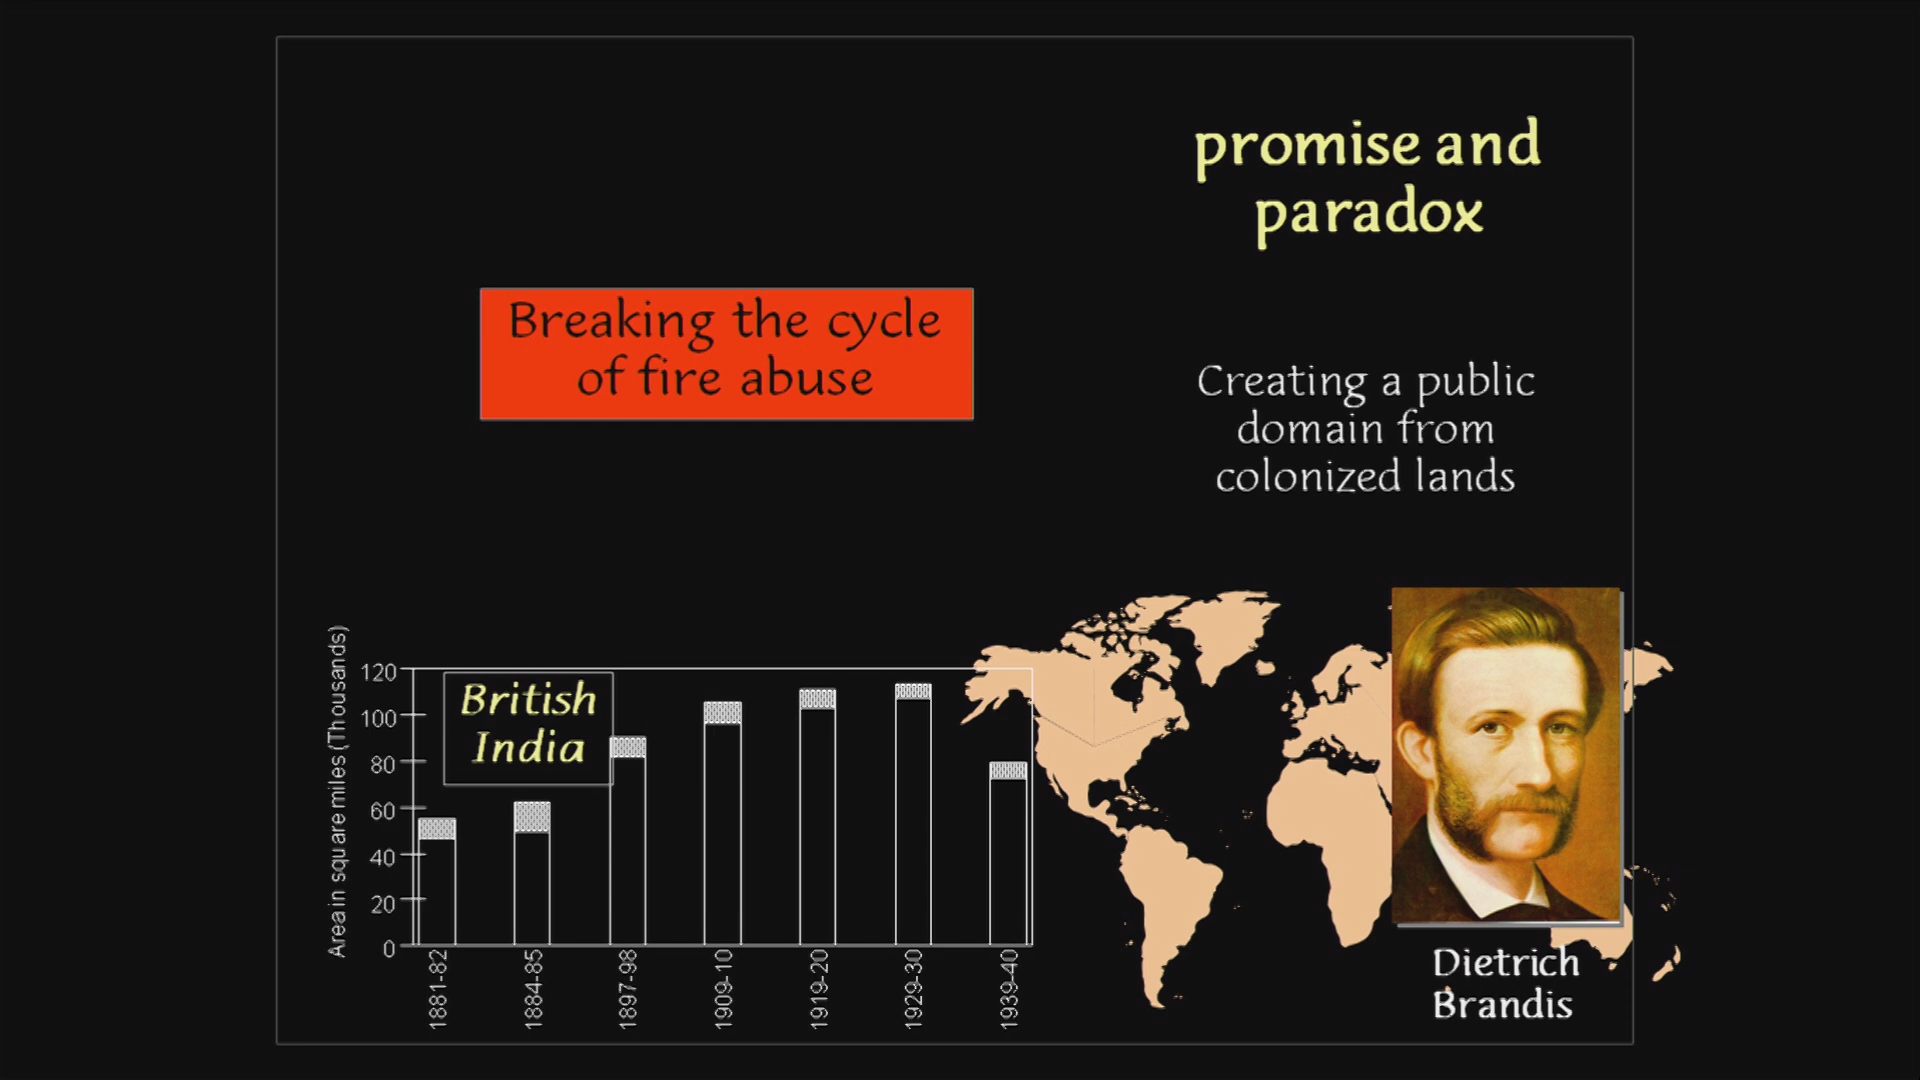 promise and
paradox
Breaking the cycle
of fire abuse
Creating a public
domain from
colonized lands
Area in square miles (Thousands)
120
100
80
60
40
20
0
British
India
1881-82
1884-85
1897-98
1909-10
1919-20
1929-30
1939-40
Dietrich
Brandis